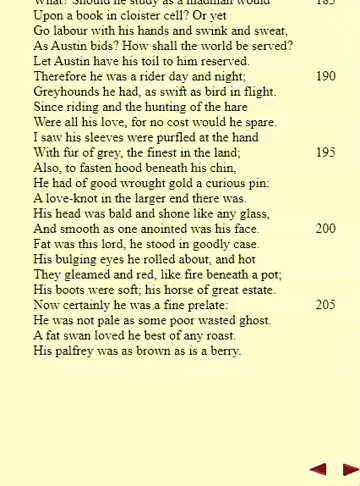 What? Should he study as a madman would 185
Upon a book in cloister cell? Or yet
Go labour with his hands and swink and sweat,
As Austin bids? How shall the world be served?
Let Austin have his toil to him reserved.
Therefore he was a rider day and night; 190
Greyhounds he had, as swift as bird in flight.
Since riding and the hunting of the hare
Were all his love, for no cost would he spare.
I saw his sleeves were purfled at the hand
With fur of grey, the finest in the land; 195
Also, to fasten hood beneath his chin,
He had of good wrought gold a curious pin:
A love-knot in the larger end there was.
His head was bald and shone like any glass,
And smooth as one anointed was his face. 200
Fat was this lord, he stood in goodly case.
His bulging eyes he rolled about, and hot
They gleamed and red, like fire beneath a pot;
His boots were soft; his horse of great estate.
Now certainly he was a fine prelate: 205
He was not pale as some poor wasted ghost.
A fat swan loved he best of any roast.
His palfrey was as brown as is a berry.